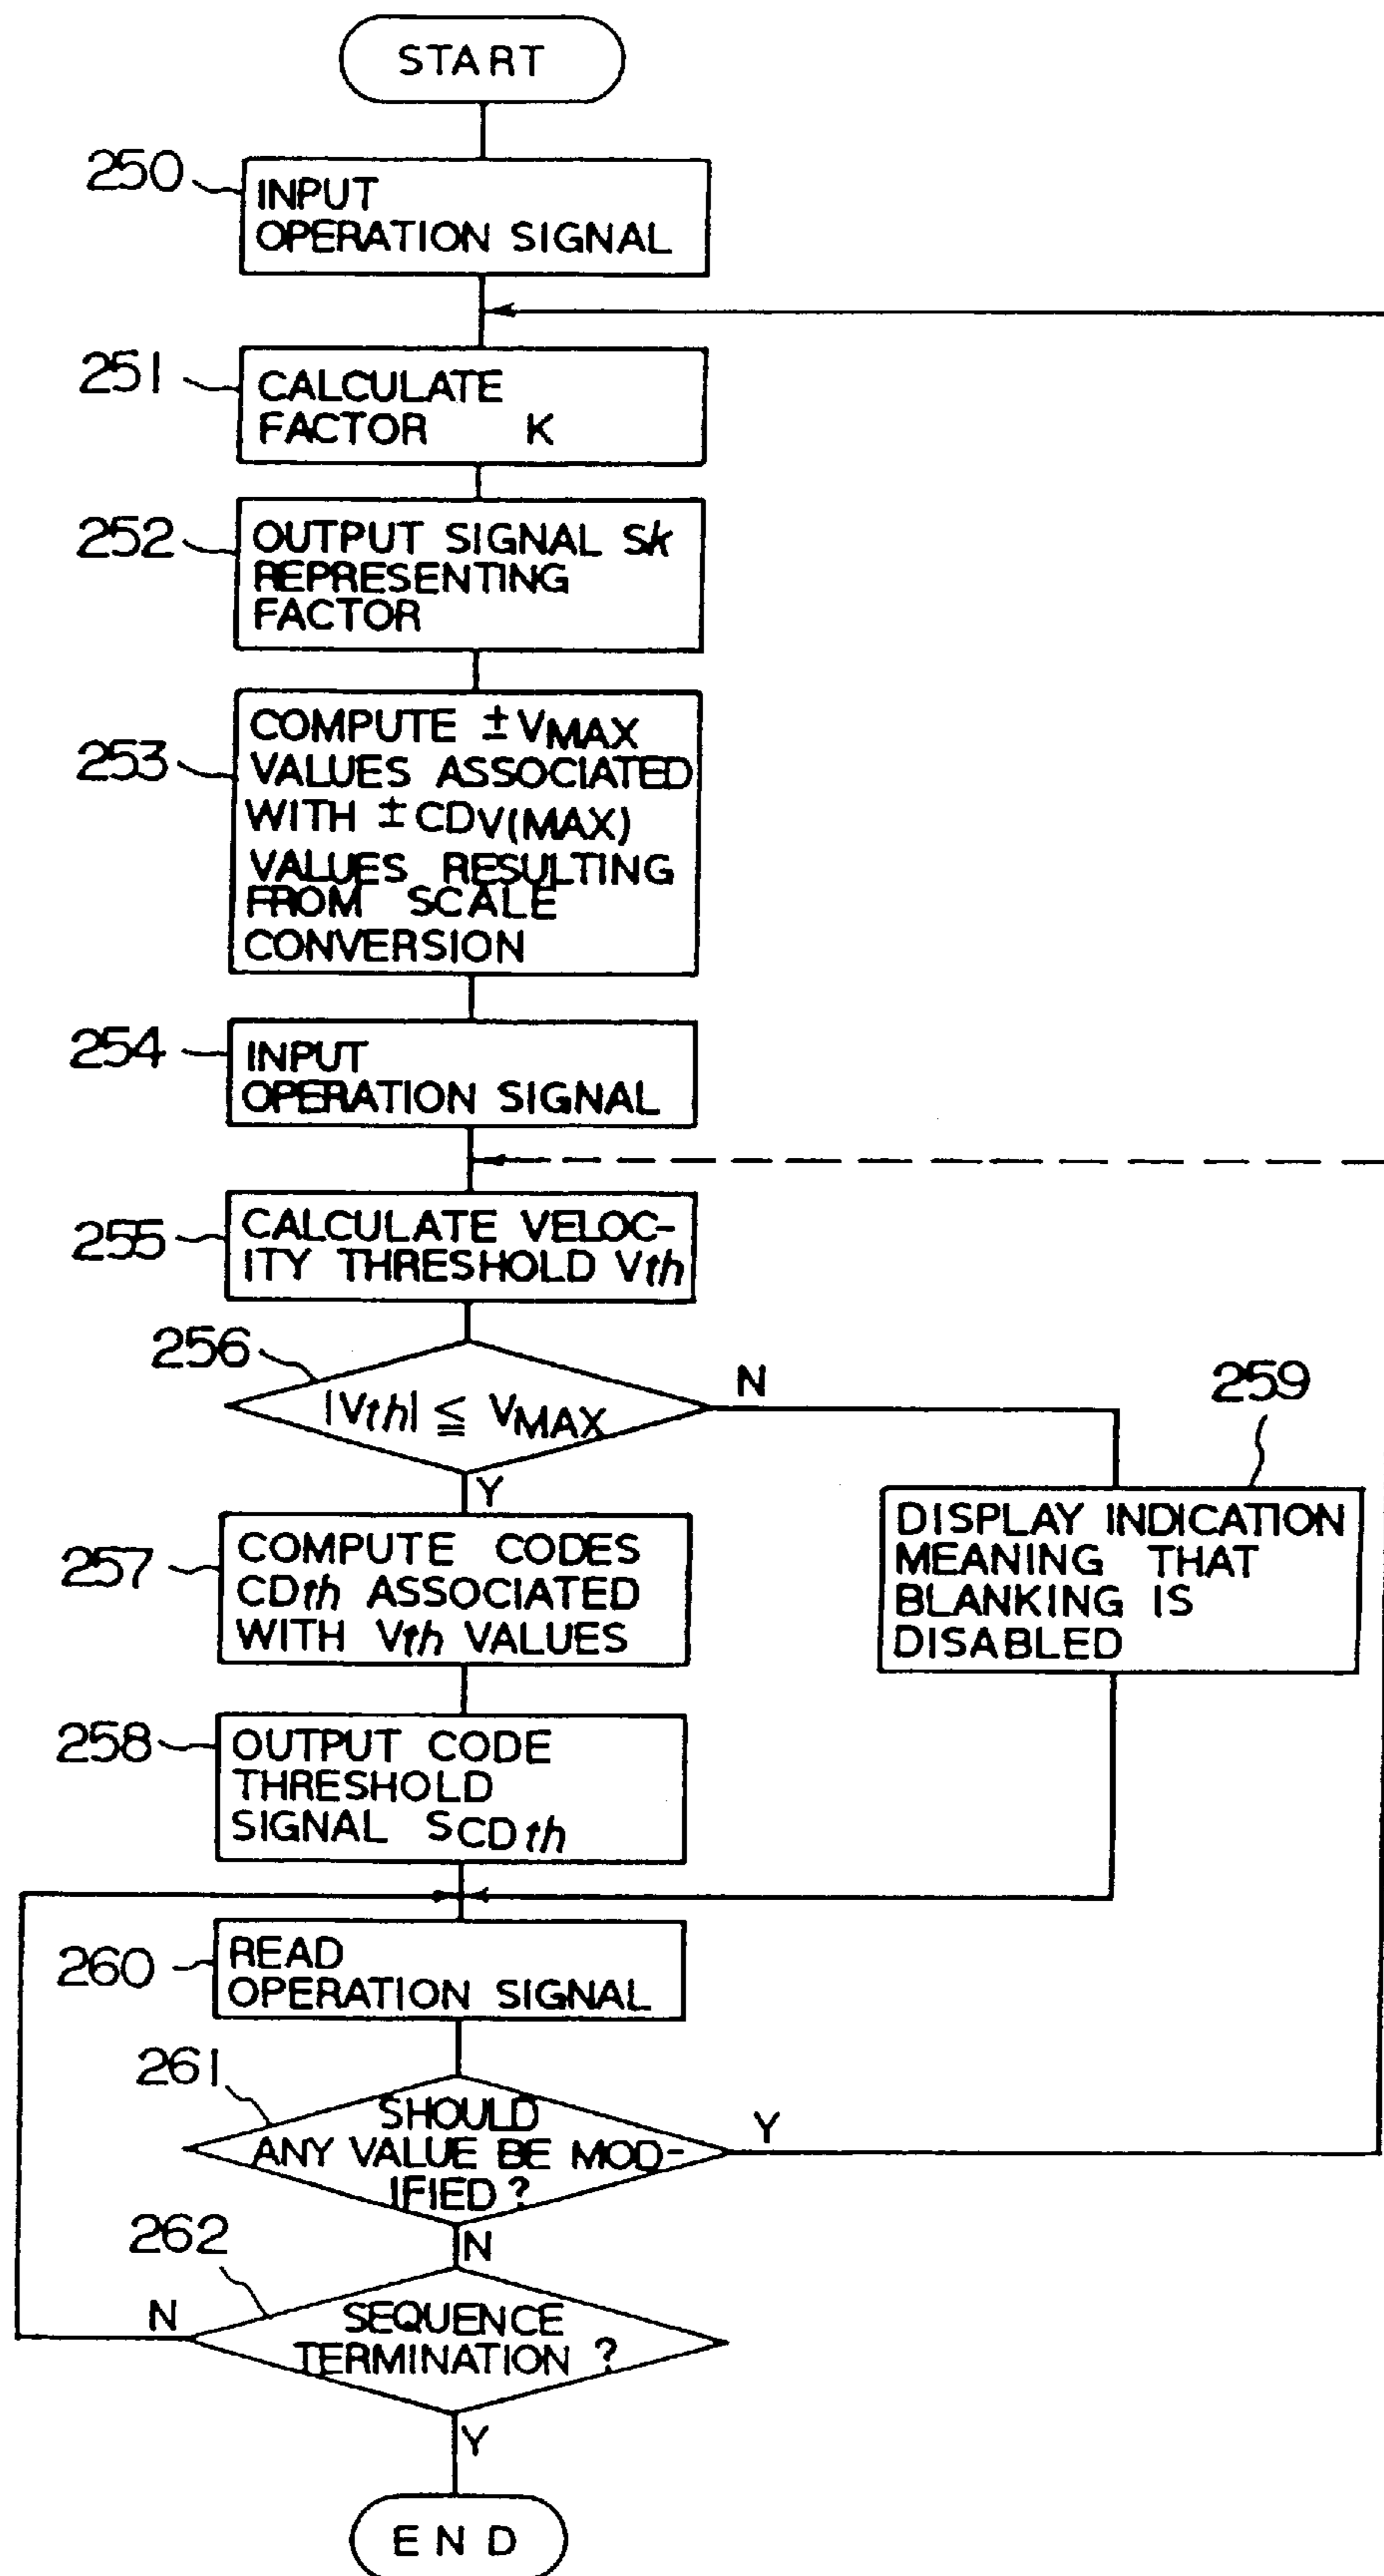 START
250
INPUT
OPERATION SIGNAL
251
CALCULATE
FACTOR K
252
OUTPUT SIGNAL Sk
REPRESENTING
FACTOR
253
COMPUTE ±VMAX
VALUES ASSOCIATED
WITH ±CDV(MAX)
VALUES RESULTING
FROM SCALE
CONVERSION
254
INPUT
OPERATION SIGNAL
255
CALCULATE VELOC-
ITY THRESHOLD Vth
256
|Vth| ≦ VMAX
N
Y
259
DISPLAY INDICATION
MEANING THAT
BLANKING IS
DISABLED
257
COMPUTE CODES
CDth ASSOCIATED
WITH Vth VALUES
258
OUTPUT CODE
THRESHOLD
SIGNAL SCDth
260
READ
OPERATION SIGNAL
261
SHOULD
ANY VALUE BE MOD-
IFIED?
Y
N
262
SEQUENCE
TERMINATION ?
N
Y
END